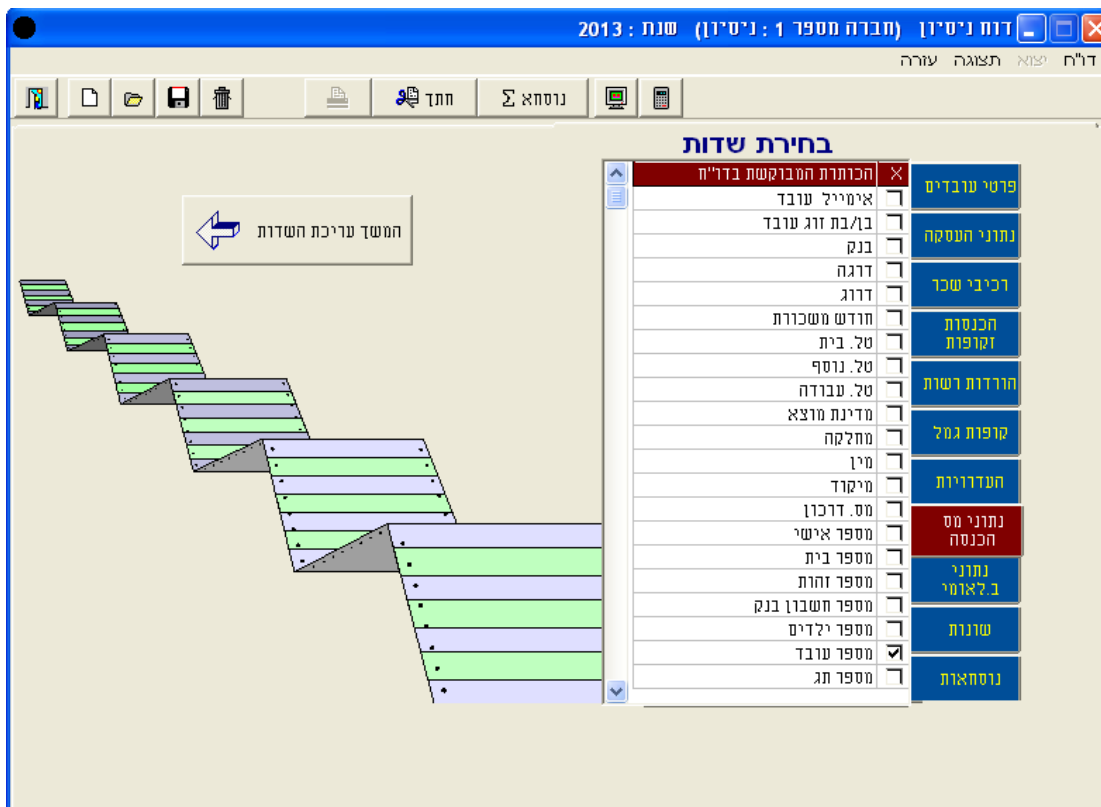 דוח ניסיון (חברה מספר 1 : ניסיון) שנת : 2013
דו"ח יצוא תצוגה עזרה
נוסחא Σ
חתך
בחירת שדות
X הכותרת המבוקשת בדו"ח
אימייל עובד
בן/בת זוג עובד
בנק
דרגה
דרוג
חודש משכורת
טל. בית
טל. נוסף
טל. עבודה
מדינת מוצא
מחלקה
מין
מיקוד
מס. דרכון
מספר אישי
מספר בית
מספר זהות
מספר חשבון בנק
מספר ילדים
מספר עובד
מספר תג
פרטי עובדים
נתוני העסקה
רכיבי שכר
הכנסות
זקופות
הורדות רשות
קופות גמל
העדרויות
נתוני מס
הכנסה
נתוני
ב.לאומי
שונות
נוסחאות
המשך עריכת השדות